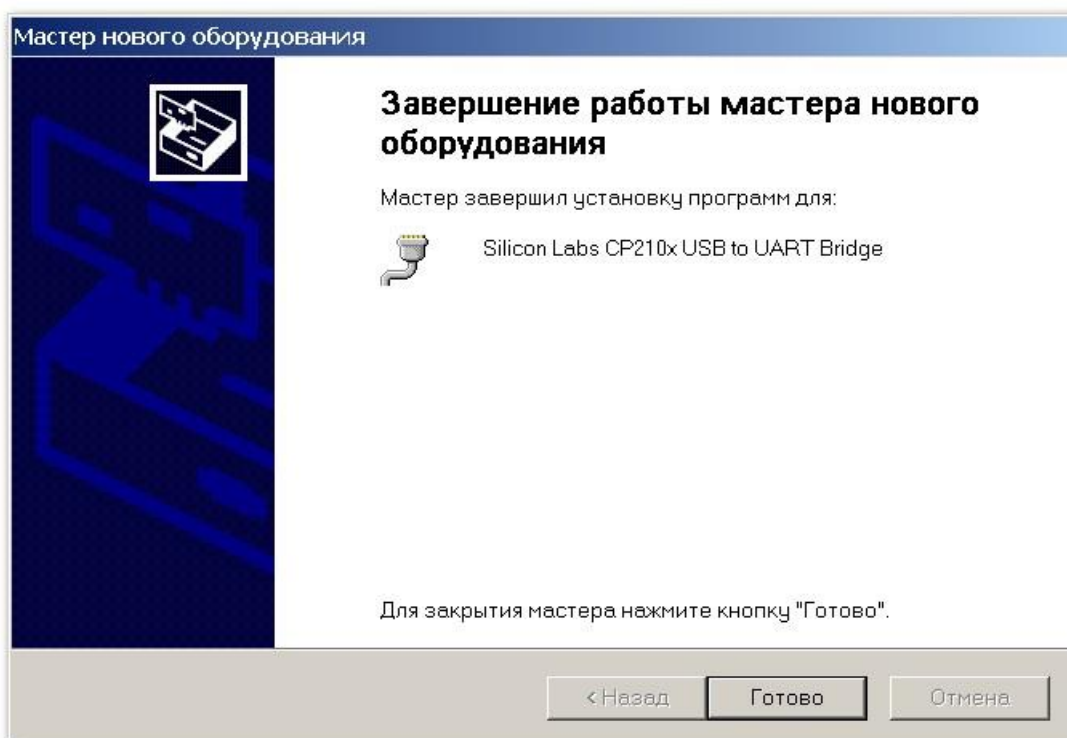 Мастер нового оборудования
Завершение работы мастера нового
оборудования
Мастер завершил установку программ для:
Silicon Labs CP210x USB to UART Bridge
Для закрытия мастера нажмите кнопку "Готово".
< Назад
Готово
Отмена